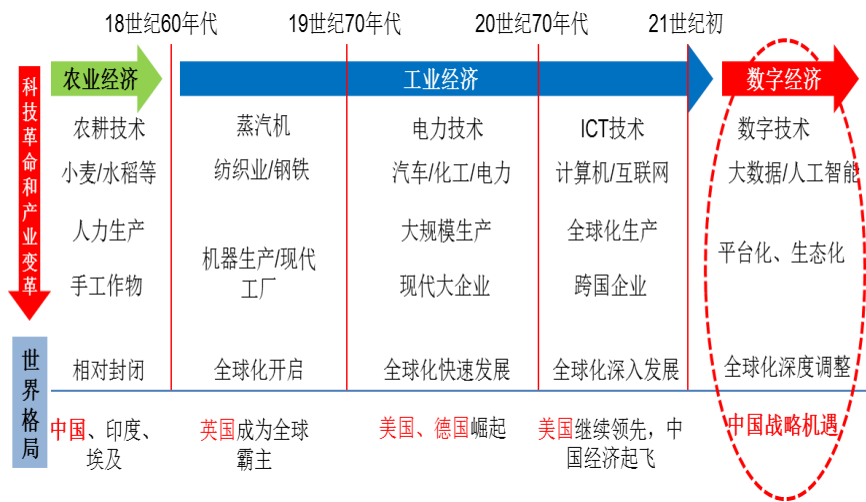 18世纪60年代
19世纪70年代
20世纪70年代
21世纪初
科技革命和产业变革
农业经济
工业经济
数字经济
农耕技术
蒸汽机
电力技术
ICT技术
数字技术
小麦/水稻等
纺织业/钢铁
汽车/化工/电力
计算机/互联网
大数据/人工智能
人力生产
机器生产/现代
工厂
大规模生产
全球化生产
平台化、生态化
手工作物
现代大企业
跨国企业
世界格局
相对封闭
全球化开启
全球化快速发展
全球化深入发展
全球化深度调整
中国、印度、
埃及
英国成为全球
霸主
美国、德国崛起
美国继续领先，中
国经济起飞
中国战略机遇